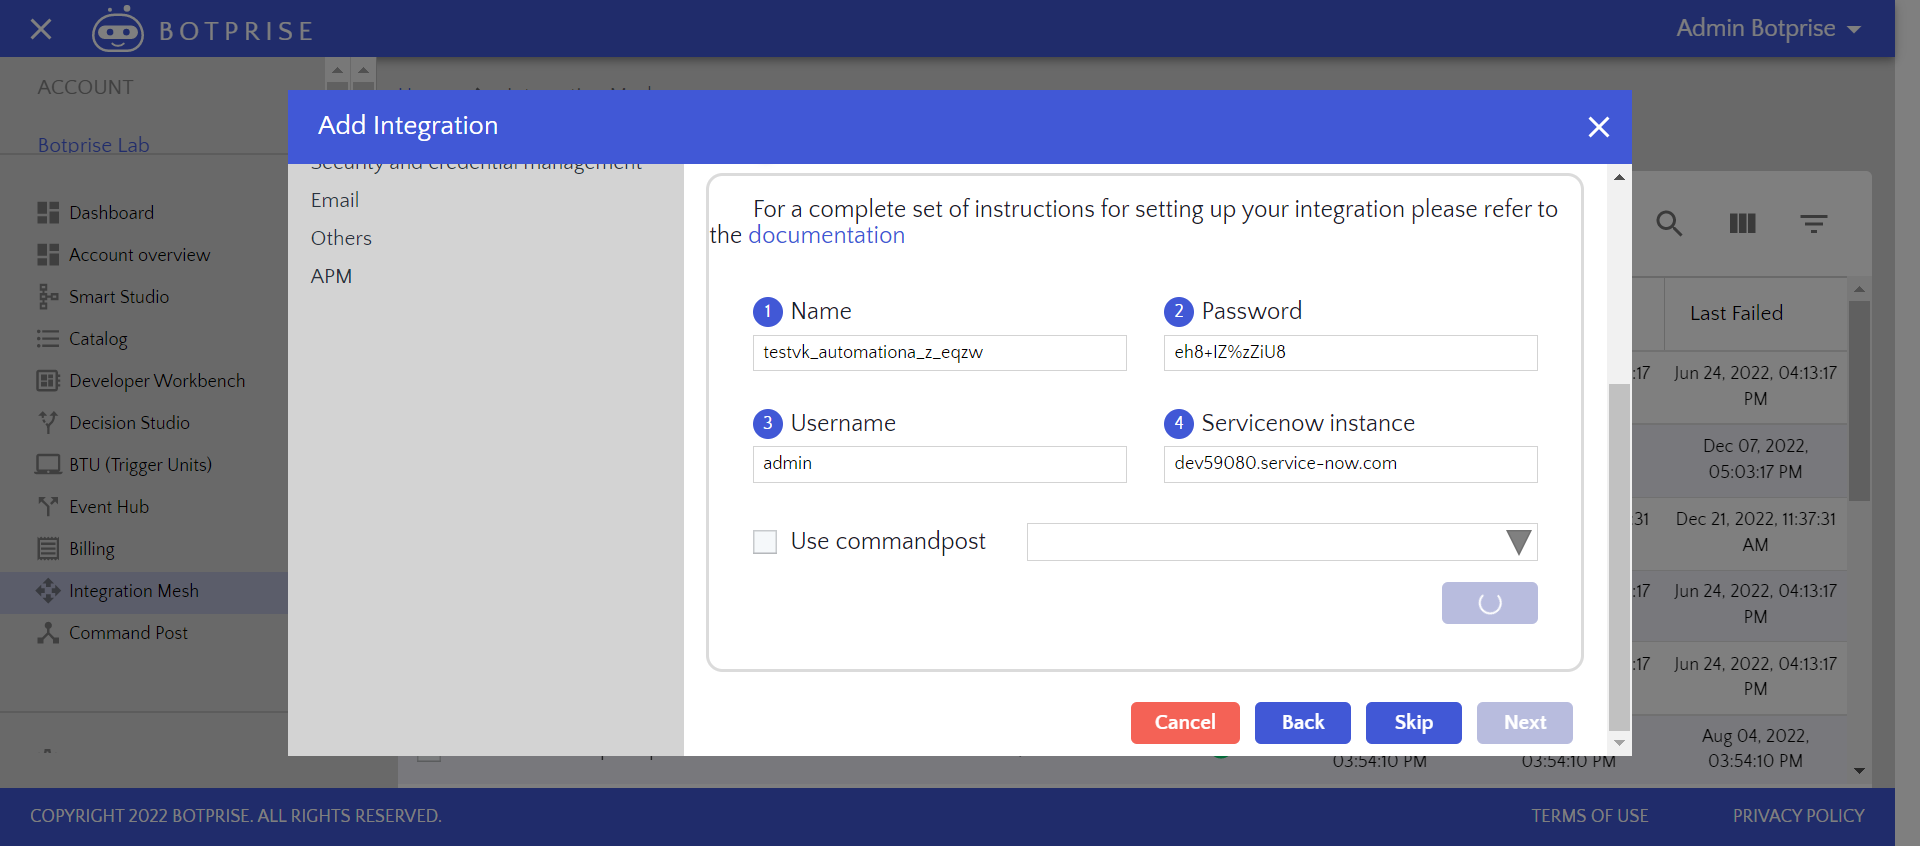 BOTPRISE
Admin Botprise
ACCOUNT
Botprise Lab
Dashboard
Account overview
Smart Studio
Catalog
Developer Workbench
Decision Studio
BTU (Trigger Units)
Event Hub
Billing
Integration Mesh
Command Post
Add Integration
Security and credential management
Email
Others
APM
For a complete set of instructions for setting up your integration please refer to
the documentation
1 Name
2 Password
testvk_automationa_z_eqzw
eh8+IZ%zZiU8
3 Username
4 Servicenow instance
admin
dev59080.service-now.com
Use commandpost
Cancel
Back
Skip
Next
Last Failed
:17 Jun 24, 2022, 04:13:17
PM
Dec 07, 2022,
05:03:17 PM
:31 Dec 21, 2022, 11:37:31
AM
:17 Jun 24, 2022, 04:13:17
PM
:17 Jun 24, 2022, 04:13:17
PM
Aug 04, 2022,
03:54:10 PM
03:54:10 PM
03:54:10 PM
COPYRIGHT 2022 BOTPRISE. ALL RIGHTS RESERVED.
TERMS OF USE
PRIVACY POLICY